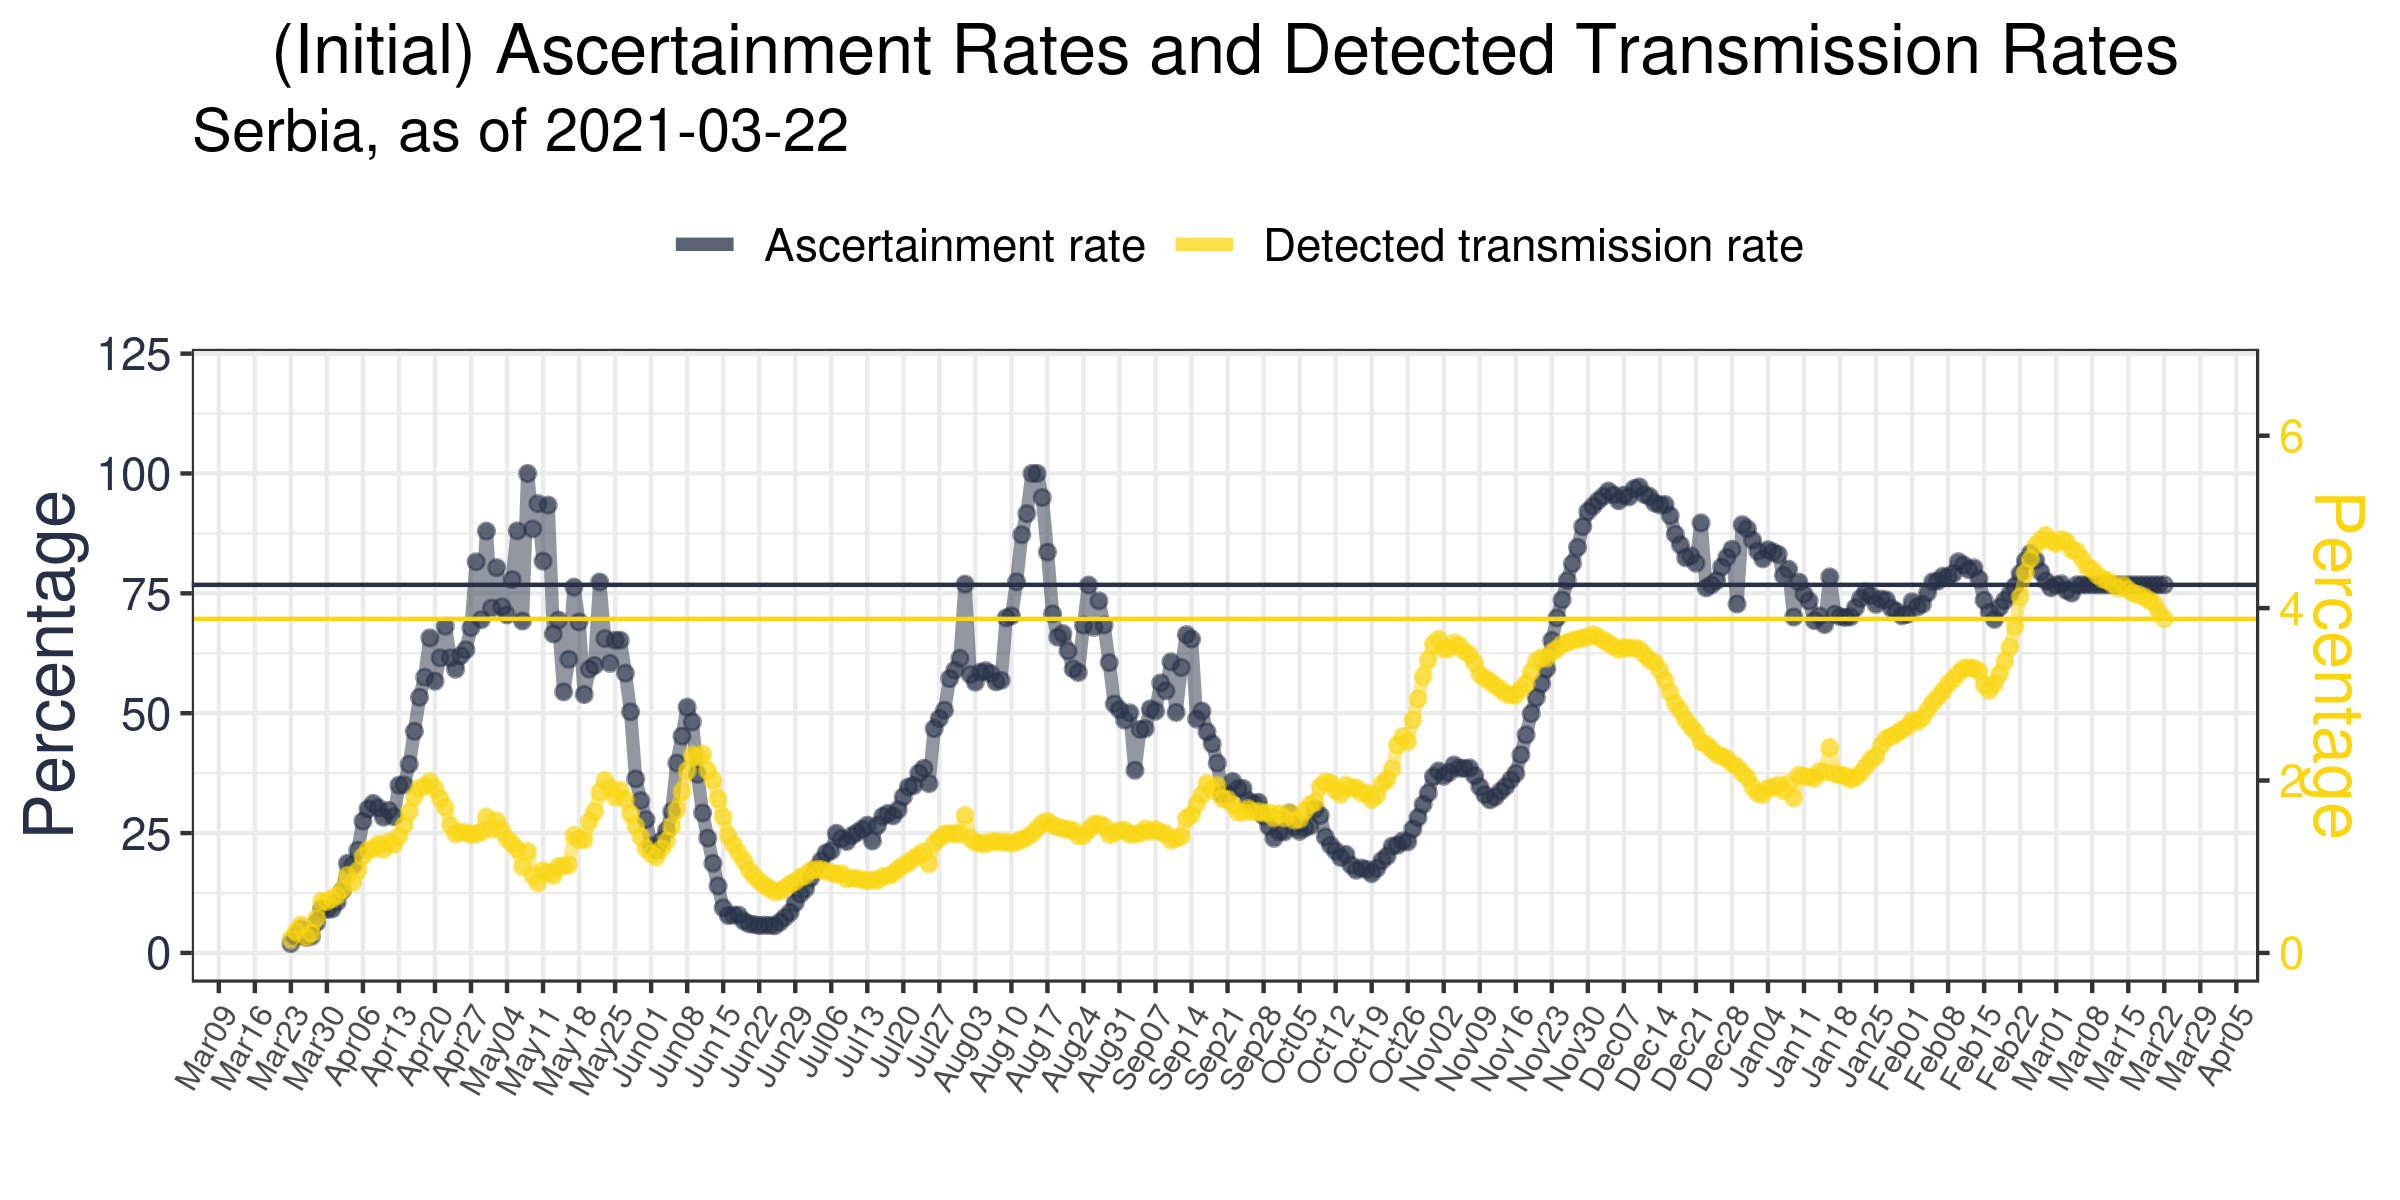 (Initial) Ascertainment Rates and Detected Transmission Rates
Serbia, as of 2021-03-22
Ascertainment rate Detected transmission rate
125
100
75
50
25
0
Percentage
6
4
2
0
Percentage
Mar09 Mar16 Mar23 Mar30 Apr06 Apr13 Apr20 Apr27 May04 May11 May18 May25 Jun01 Jun08 Jun15 Jun22 Jun29 Jul06 Jul13 Jul20 Jul27 Aug03 Aug10 Aug17 Aug24 Aug31 Sep07 Sep14 Sep21 Sep28 Oct05 Oct12 Oct19 Oct26 Nov02 Nov09 Nov16 Nov23 Nov30 Dec07 Dec14 Dec21 Dec28 Jan04 Jan11 Jan18 Jan25 Feb01 Feb08 Feb15 Feb22 Mar01 Mar08 Mar15 Mar22 Mar29 Apr05